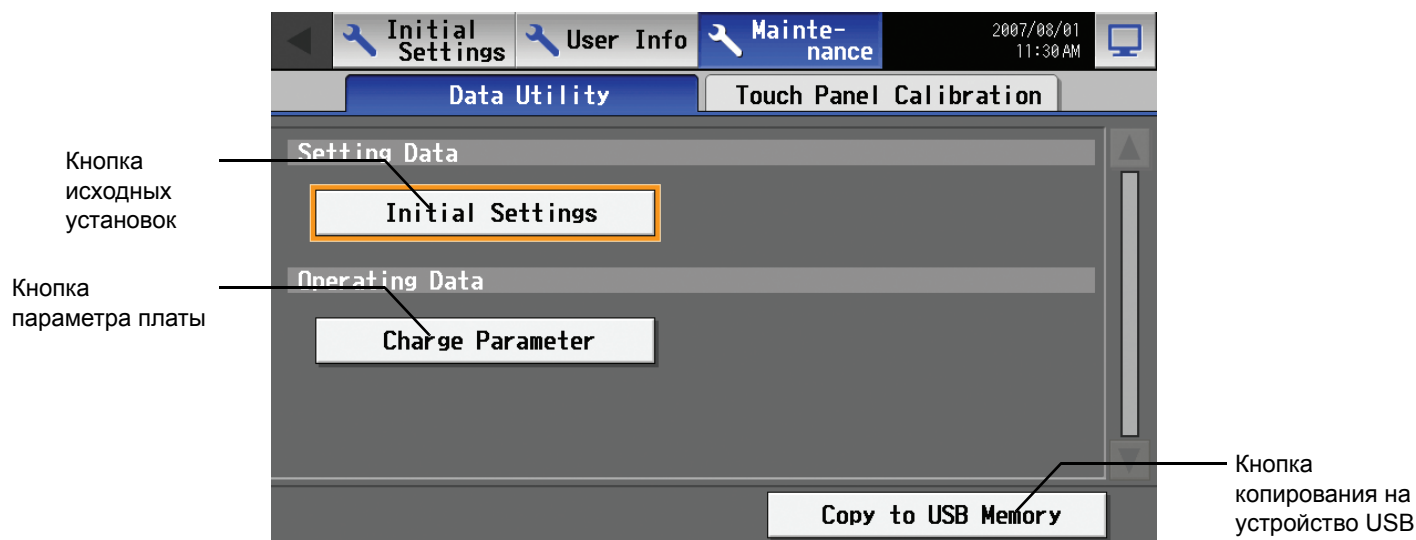 Initial
Settings
User Info
Mainte-
nance
2007/08/01
11:30 AM
Data Utility
Touch Panel Calibration
Setting Data
Кнопка
исходных
установок
Initial Settings
Operating Data
Кнопка
параметра платы
Charge Parameter
Кнопка
копирования на
устройство USB
Copy to USB Memory